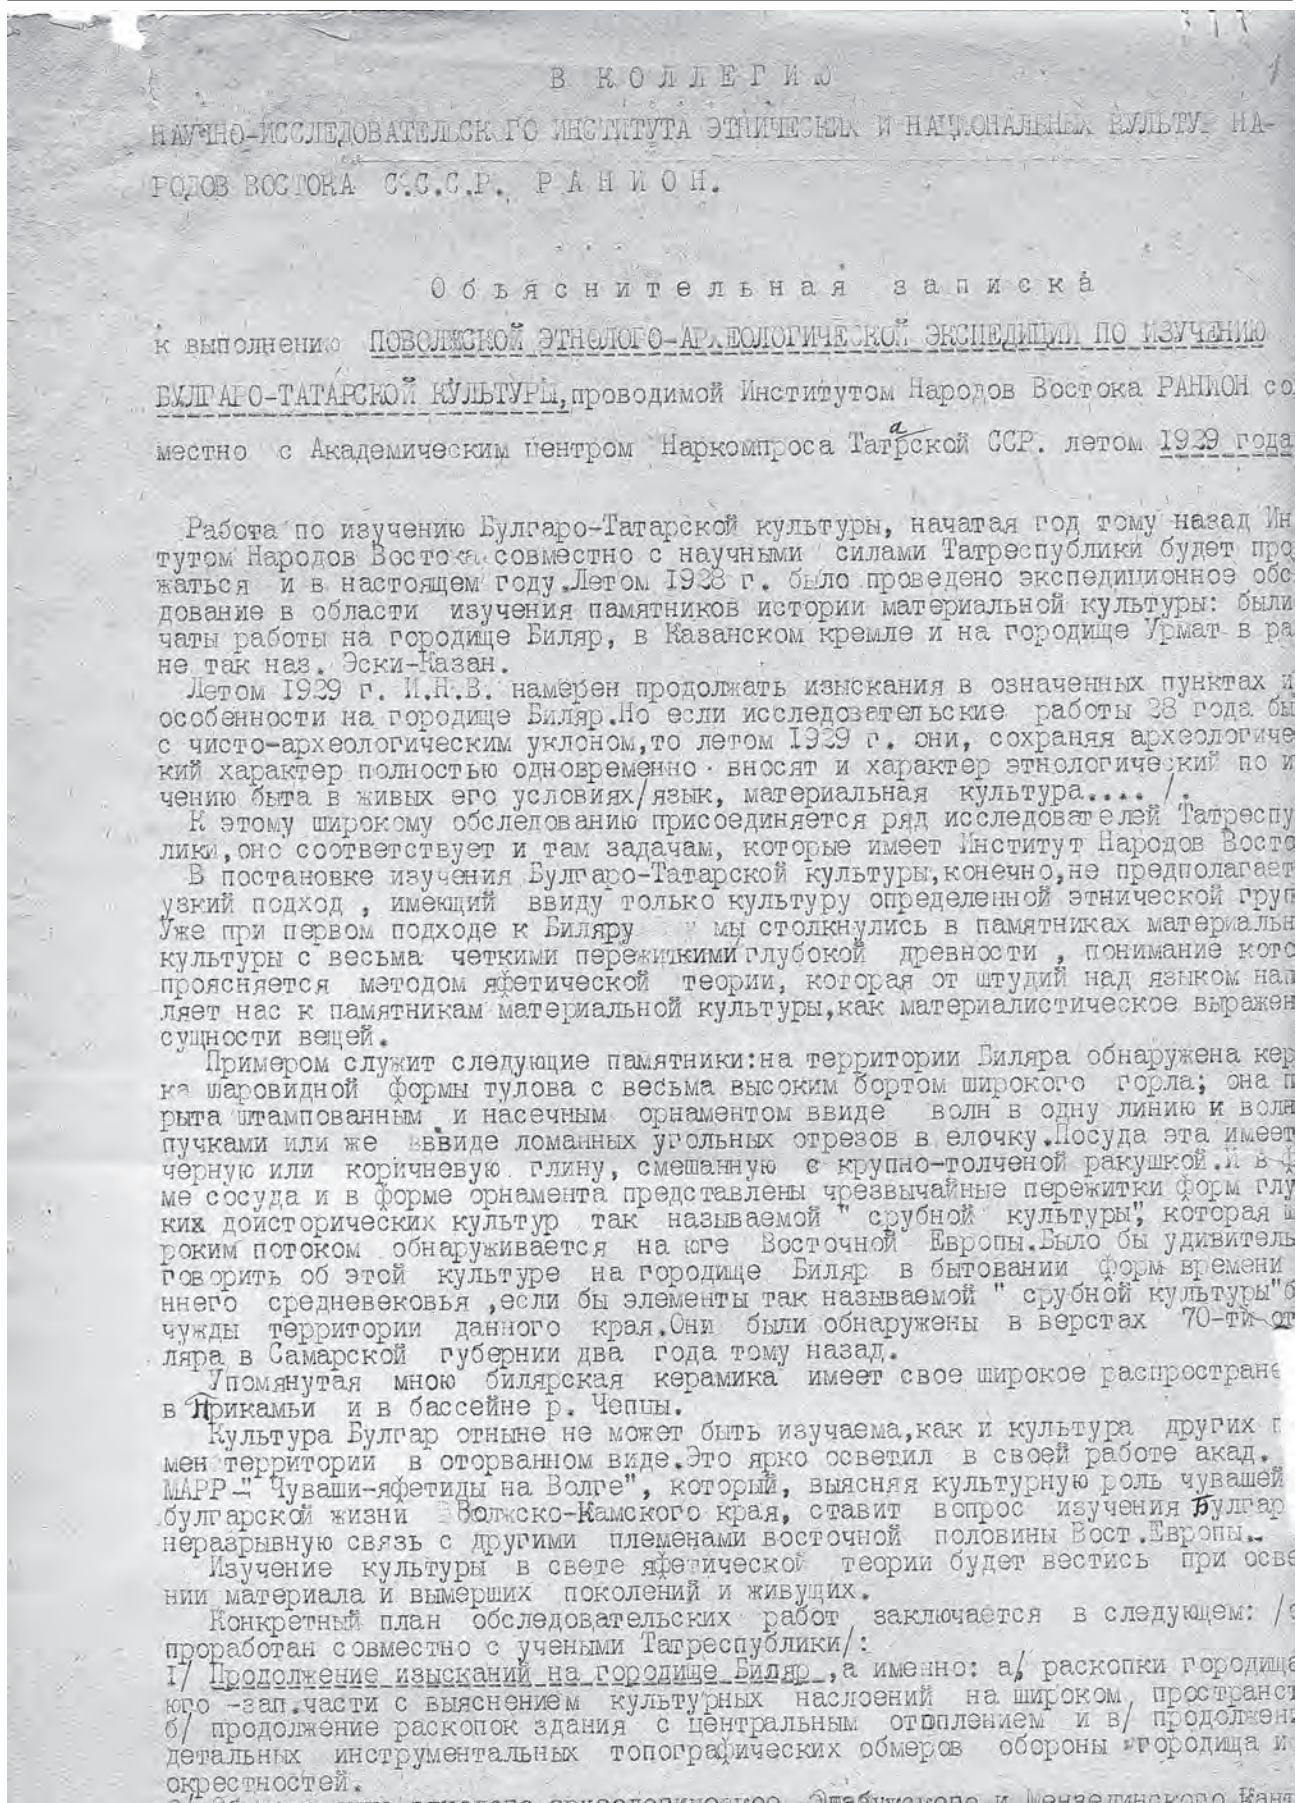 В КОЛЛЕГИЮ
НАУЧНО-ИССЛЕДОВАТЕЛЬСКОГО ИНСТИТУТА ЭТНИЧЕСКИХ И НАЦИОНАЛЬНЫХ КУЛЬТУР НА-
РОДОВ ВОСТОКА С.С.С.Р. РАНИОН.
Объяснительная записка
к выполнению ПОВОЛЖСКОЙ ЭТНОЛОГО-АРХЕОЛОГИЧЕСКОЙ ЭКСПЕДИЦИИ ПО ИЗУЧЕНИЮ
БУЛГАРО-ТАТАРСКОЙ КУЛЬТУРЫ, проводимой Институтом Народов Востока РАНИОН со
местно с Академическим центром Наркомпроса Татарской ССР. летом 1929 года
Работа по изучению Булгаро-Татарской культуры, начатая год тому назад Ин
тутом Народов Востока совместно с научными силами Татреспублики будет про
жаться и в настоящем году. Летом 1928 г. было проведено экспедиционное обс
дование в области изучения памятников истории материальной культуры: были
чаты работы на городище Биляр, в Казанском кремле и на городище Урмат в ра
не так наз. Эски-Казан.
Летом 1929 г. И.Н.В. намерен продолжать изыскания в означенных пунктах и
особенности на городище Биляр. Но если исследовательские работы 28 года бы
с чисто-археологическим уклоном, то летом 1929 г. они, сохраняя археологиче
кий характер полностью одновременно вносят и характер этнологический по и
чению быта в живых его условиях/язык, материальная культура.... /.
К этому широкому обследованию присоединяется ряд исследователей Татреспу
лики, оно соответствует и там задачам, которые имеет Институт Народов Восто
В постановке изучения Булгаро-Татарской культуры, конечно, не предполагает
узкий подход , имеющий ввиду только культуру определенной этнической груп
Уже при первом подходе к Биляру мы столкнулись в памятниках материальн
культуры с весьма четкими пережитками глубокой древности , понимание кото
проясняется методом яфетической теории, которая от штудий над языком нап
ляет нас к памятникам материальной культуры, как материалистическое выражен
сущности вещей.
Примером служит следующие памятники: на территории Биляра обнаружена кер
ка шаровидной формы тулова с весьма высоким бортом широкого горла; она п
рыта штампованным и насечным орнаментом ввиде волн в одну линию и волн
пучками или же ввиде ломанных угольных отрезов в елочку. Посуда эта имеет
черную или коричневую глину, смешанную с крупно-толченой ракушкой. И в ф
ме сосуда и в форме орнамента представлены чрезвычайные пережитки форм глу
ких доисторических культур так называемой " срубной культуры", которая ш
роким потоком обнаруживается на юге Восточной Европы. Было бы удивитель
говорить об этой культуре на городище Биляр в бытовании форм времени
ннего средневековья ,если бы элементы так называемой " срубной культуры"б
чужды территории данного края. Они были обнаружены в верстах 70-ти от
ляра в Самарской губернии два года тому назад.
Упомянутая мною билярская керамика имеет свое широкое распростране
в Прикамьи и в бассейне р. Чепцы.
Культура Булгар отныне не может быть изучаема, как и культура других п
мен территории в оторванном виде. Это ярко осветил в своей работе акад.
МАРР -" Чуваши-яфетиды на Волге", который, выясняя культурную роль чувашей
булгарской жизни Волжско-Камского края, ставит вопрос изучения Булгар
неразрывную связь с другими племенами восточной половины Вост. Европы.
Изучение культуры в свете яфетической теории будет вестись при осве
нии материала и вымерших поколений и живущих.
Конкретный план обследовательских работ заключается в следующем: /
проработан совместно с учеными Татреспублики/:
1/ Продолжение изысканий на городище Биляр, а именно: а/ раскопки городища
юго -зап. части с выяснением культурных наслоений на широком пространст
б/ продолжение раскопок здания с центральным отоплением и в/ продолжен
детальных инструментальных топографических обмеров обороны городища и
окрестностей.